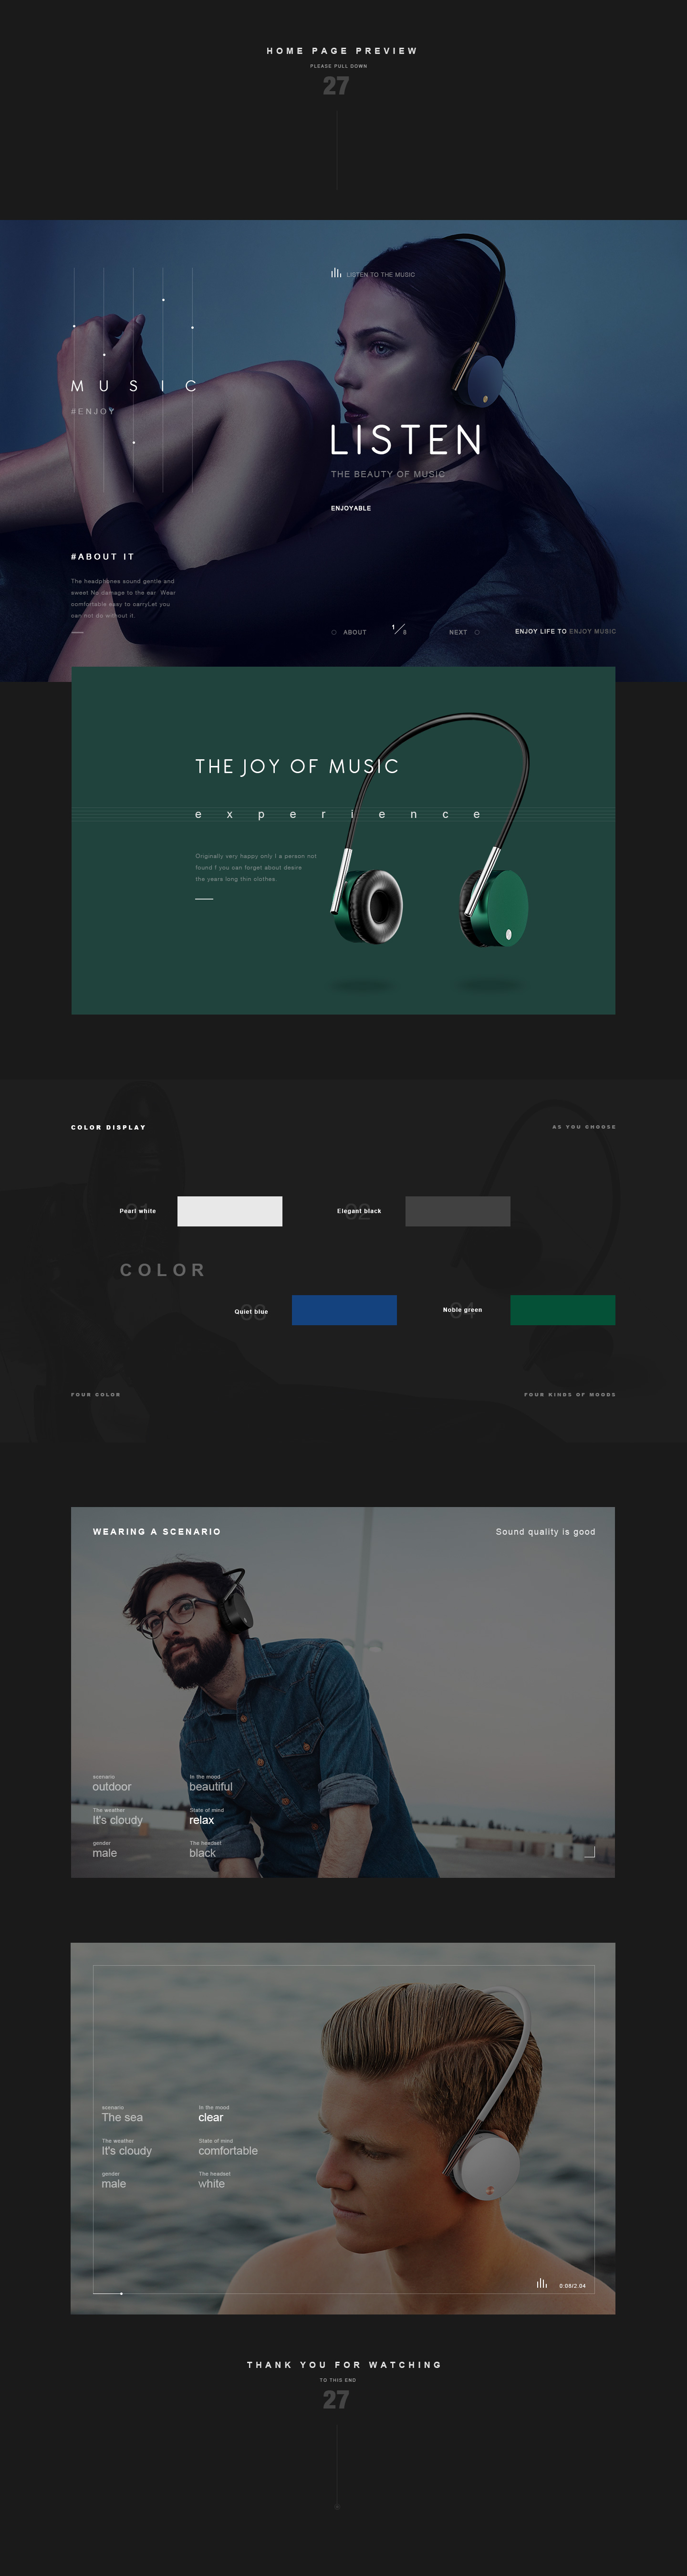 HOME PAGE PREVIEW
PLEASE PULL DOWN
27
LISTEN TO THE MUSIC
MUSIC
#ENJOY
LISTEN
THE BEAUTY OF MUSIC
ENJOYABLE
#ABOUT IT
The headphones sound gentle and
sweet No damage to the ear Wear
comfortable easy to carryLet you
can nin do without it.
ABOUT
1/8
NEXT
ENJOY LIFE TO ENJOY MUSIC
THE JOY OF MUSIC
experience
Originally very happy only I a person not
found t you can forget about desire
the years long thin clothes.
COLOR DISPLAY
AS YOU CHOOSE
01
Pearl white
02
Elegant black
COLOR
03
Quiet blue
04
Noble green
FOUR COLOR
FOUR KINDS OF MOODS
WEARING A SCENARIO
Sound quality is good
scenario
outdoor
In the mood
beautiful
The weather
It's cloudy
State of mind
relax
gender
male
The headset
black
scenario
The sea
In the mood
clear
The weather
It's cloudy
State of mind
comfortable
gender
male
The headset
white
0:08/2.04
THANK YOU FOR WATCHING
TO THIS END
27